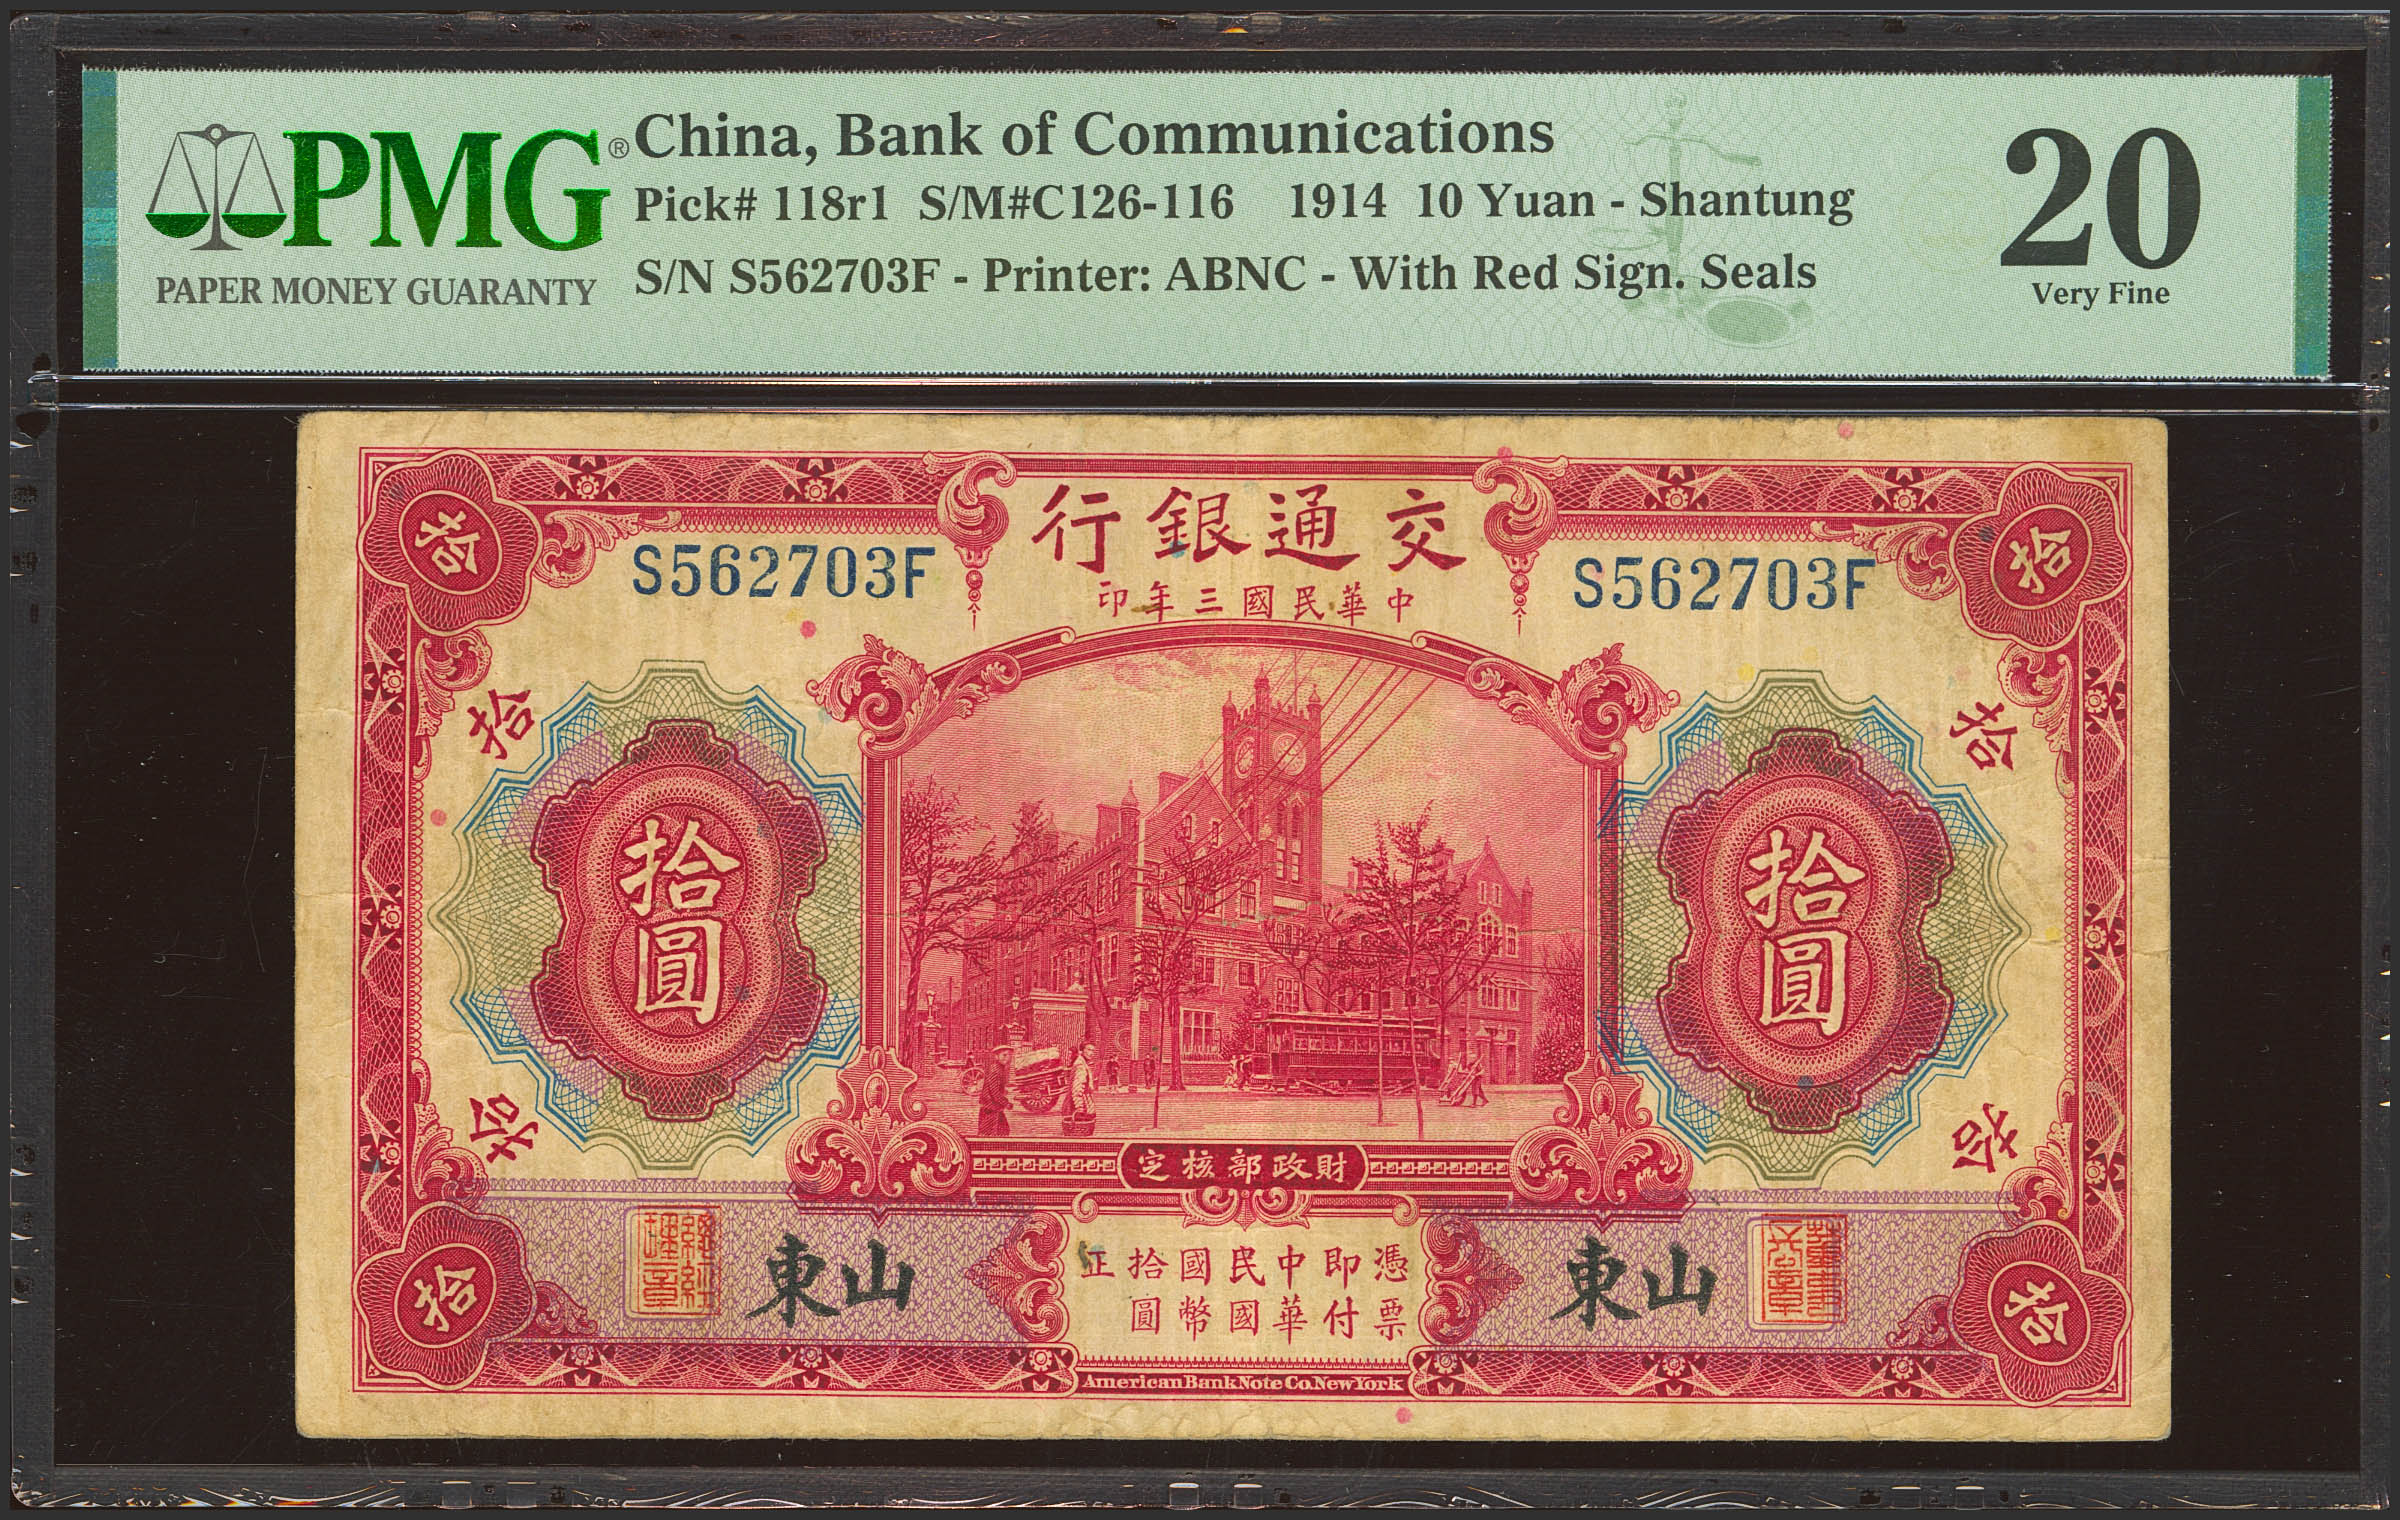 PMG®
PAPER MONEY GUARANTY
China, Bank of Communications
Pick# 118r1 S/M#C126-116 1914 10 Yuan - Shantung
S/N S562703F - Printer: ABNC - With Red Sign. Seals
20
Very Fine
行銀通交
印年三國民華中
S562703F
S562703F
拾
拾
拾
拾
拾圓
拾圓
拾
拾
定核部政財
東山
東山
正拾國民中即憑
圓幣國華付票
拾
拾
American Bank Note Co. New York